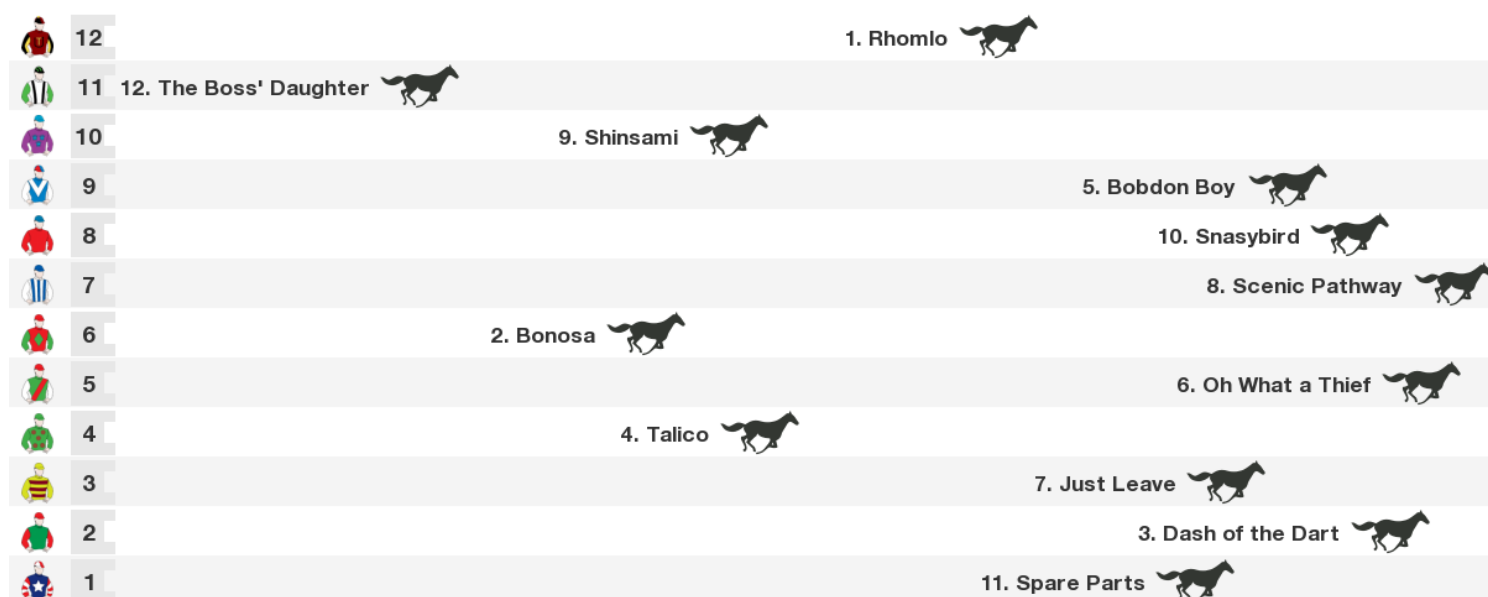 12 1. Rhomlo
11 12. The Boss' Daughter
10 9. Shinsami
9 5. Bobdon Boy
8 10. Snasybird
7 8. Scenic Pathway
6 2. Bonosa
5 6. Oh What a Thief
4 4. Talico
3 7. Just Leave
2 3. Dash of the Dart
1 11. Spare Parts